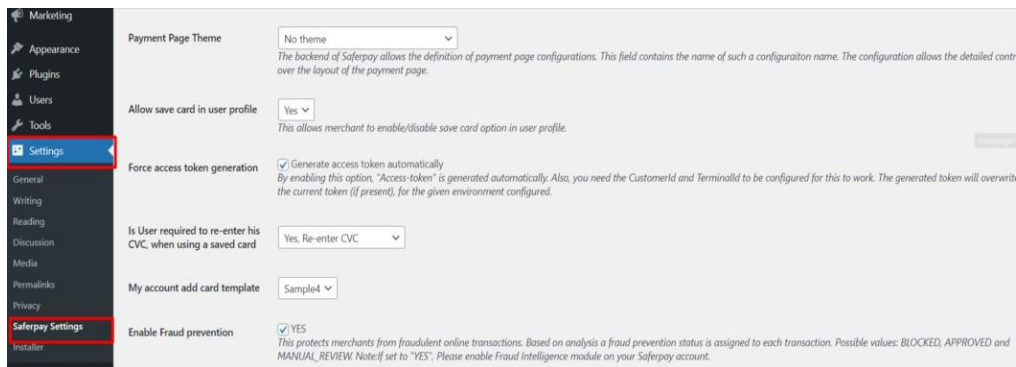 Marketing
Appearance
Plugins
Users
Tools
Settings
General
Writing
Reading
Discussion
Media
Permalinks
Privacy
Saferpay Settings
Installer
Payment Page Theme
No theme
The backend of Saferpay allows the definition of payment page configurations. This field contains the name of such a configuraiton name. The configuration allows the detailed contr
over the layout of the payment page.
Allow save card in user profile
Yes
This allows merchant to enable/disable save card option in user profile.
Force access token generation
Generate access token automatically
By enabling this option, "Access-token" is generated automatically. Also, you need the CustomerId and TerminalId to be configured for this to work. The generated token will overwrite
the current token (if present), for the given environment configured.
Is User required to re-enter his
CVC, when using a saved card
Yes, Re-enter CVC
My account add card template
Sample4
Enable Fraud prevention
YES
This protects merchants from fraudulent online transactions. Based on analysis a fraud prevention status is assigned to each transaction. Possible values: BLOCKED, APPROVED and
MANUAL_REVIEW. Note:If set to "YES", Please enable Fraud Intelligence module on your Saferpay account.